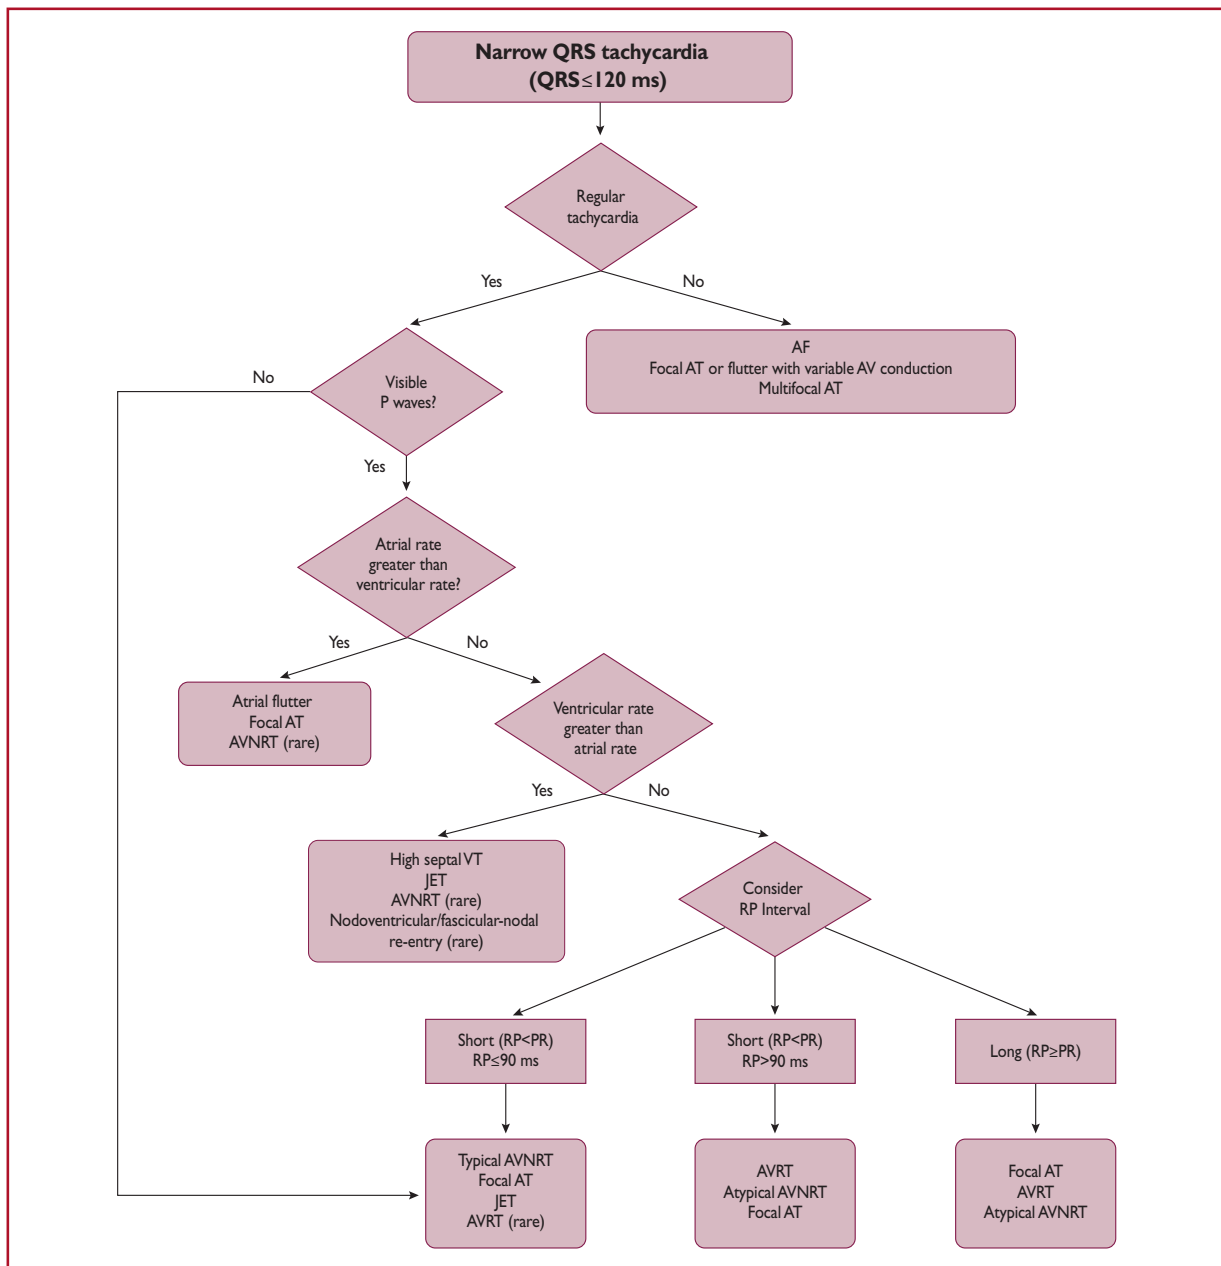 Narrow QRS tachycardia
(QRS≤120 ms)
Regular
tachycardia
Yes
No
AF
Focal AT or flutter with variable AV conduction
Multifocal AT
No
Visible
P waves?
Yes
Atrial rate
greater than
ventricular rate?
Yes
No
Atrial flutter
Focal AT
AVNRT (rare)
Ventricular rate
greater than
atrial rate
Yes
No
High septal VT
JET
AVNRT (rare)
Nodoventricular/fascicular-nodal
re-entry (rare)
Consider
RP Interval
Short (RP<PR)
RP≤90 ms
Short (RP<PR)
RP>90 ms
Long (RP≥PR)
Typical AVNRT
Focal AT
JET
AVRT (rare)
AVRT
Atypical AVNRT
Focal AT
Focal AT
AVRT
Atypical AVNRT